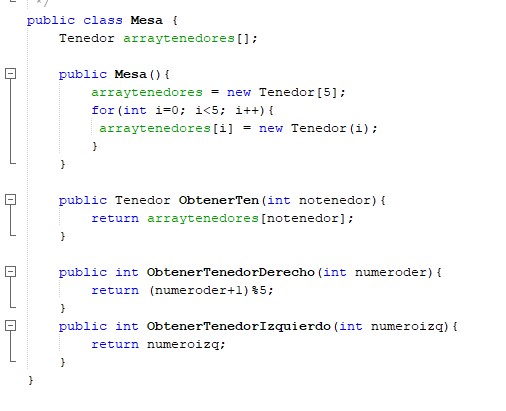 */
public class Mesa {
    Tenedor arraytenedores[];

    public Mesa(){
        arraytenedores = new Tenedor[5];
        for(int i=0; i<5; i++){
         arraytenedores[i] = new Tenedor(i);
        }
    }

    public Tenedor ObtenerTen(int notenedor){
        return arraytenedores[notenedor];
    }

    public int ObtenerTenedorDerecho(int numeroder){
        return (numeroder+1)%5;
    }
    public int ObtenerTenedorIzquierdo(int numeroizq){
        return numeroizq;
    }
}